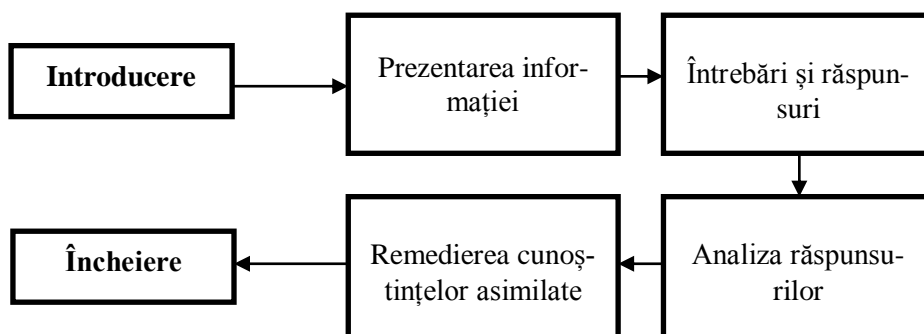 Introducere
Prezentarea infor-
mației
Întrebări și răspun-
suri
Analiza răspunsu-
rilor
Remedierea cunoș-
tințelor asimilate
Încheiere